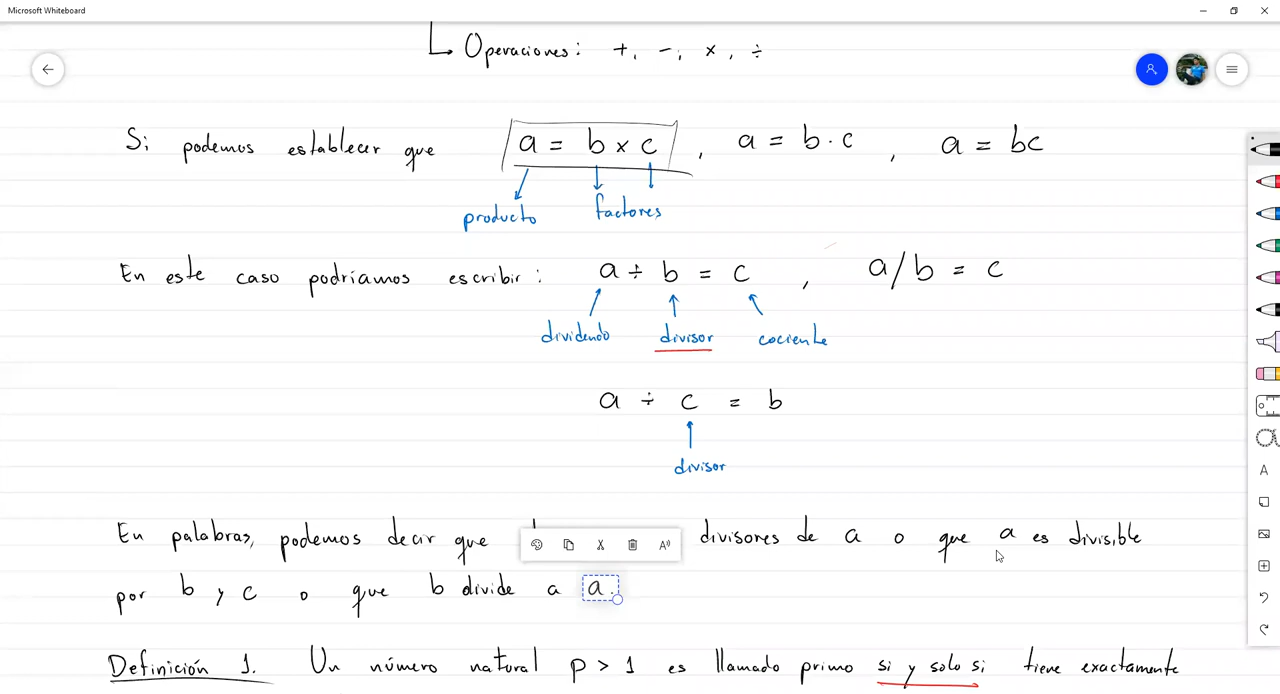 Microsoft Whiteboard
Operaciones: +, -, ×, ÷
Si podemos establecer que a = b × c, a = b · c, a = bc
producto factores
En este caso podríamos escribir: a ÷ b = c, a/b = c
dividendo divisor cociente
a ÷ c = b
divisor
En palabras, podemos decir que divisores de a o que a es divisible
por b y c o que b divide a a.
Definición 1. Un número natural p > 1 es llamado primo si y solo si tiene exactamente